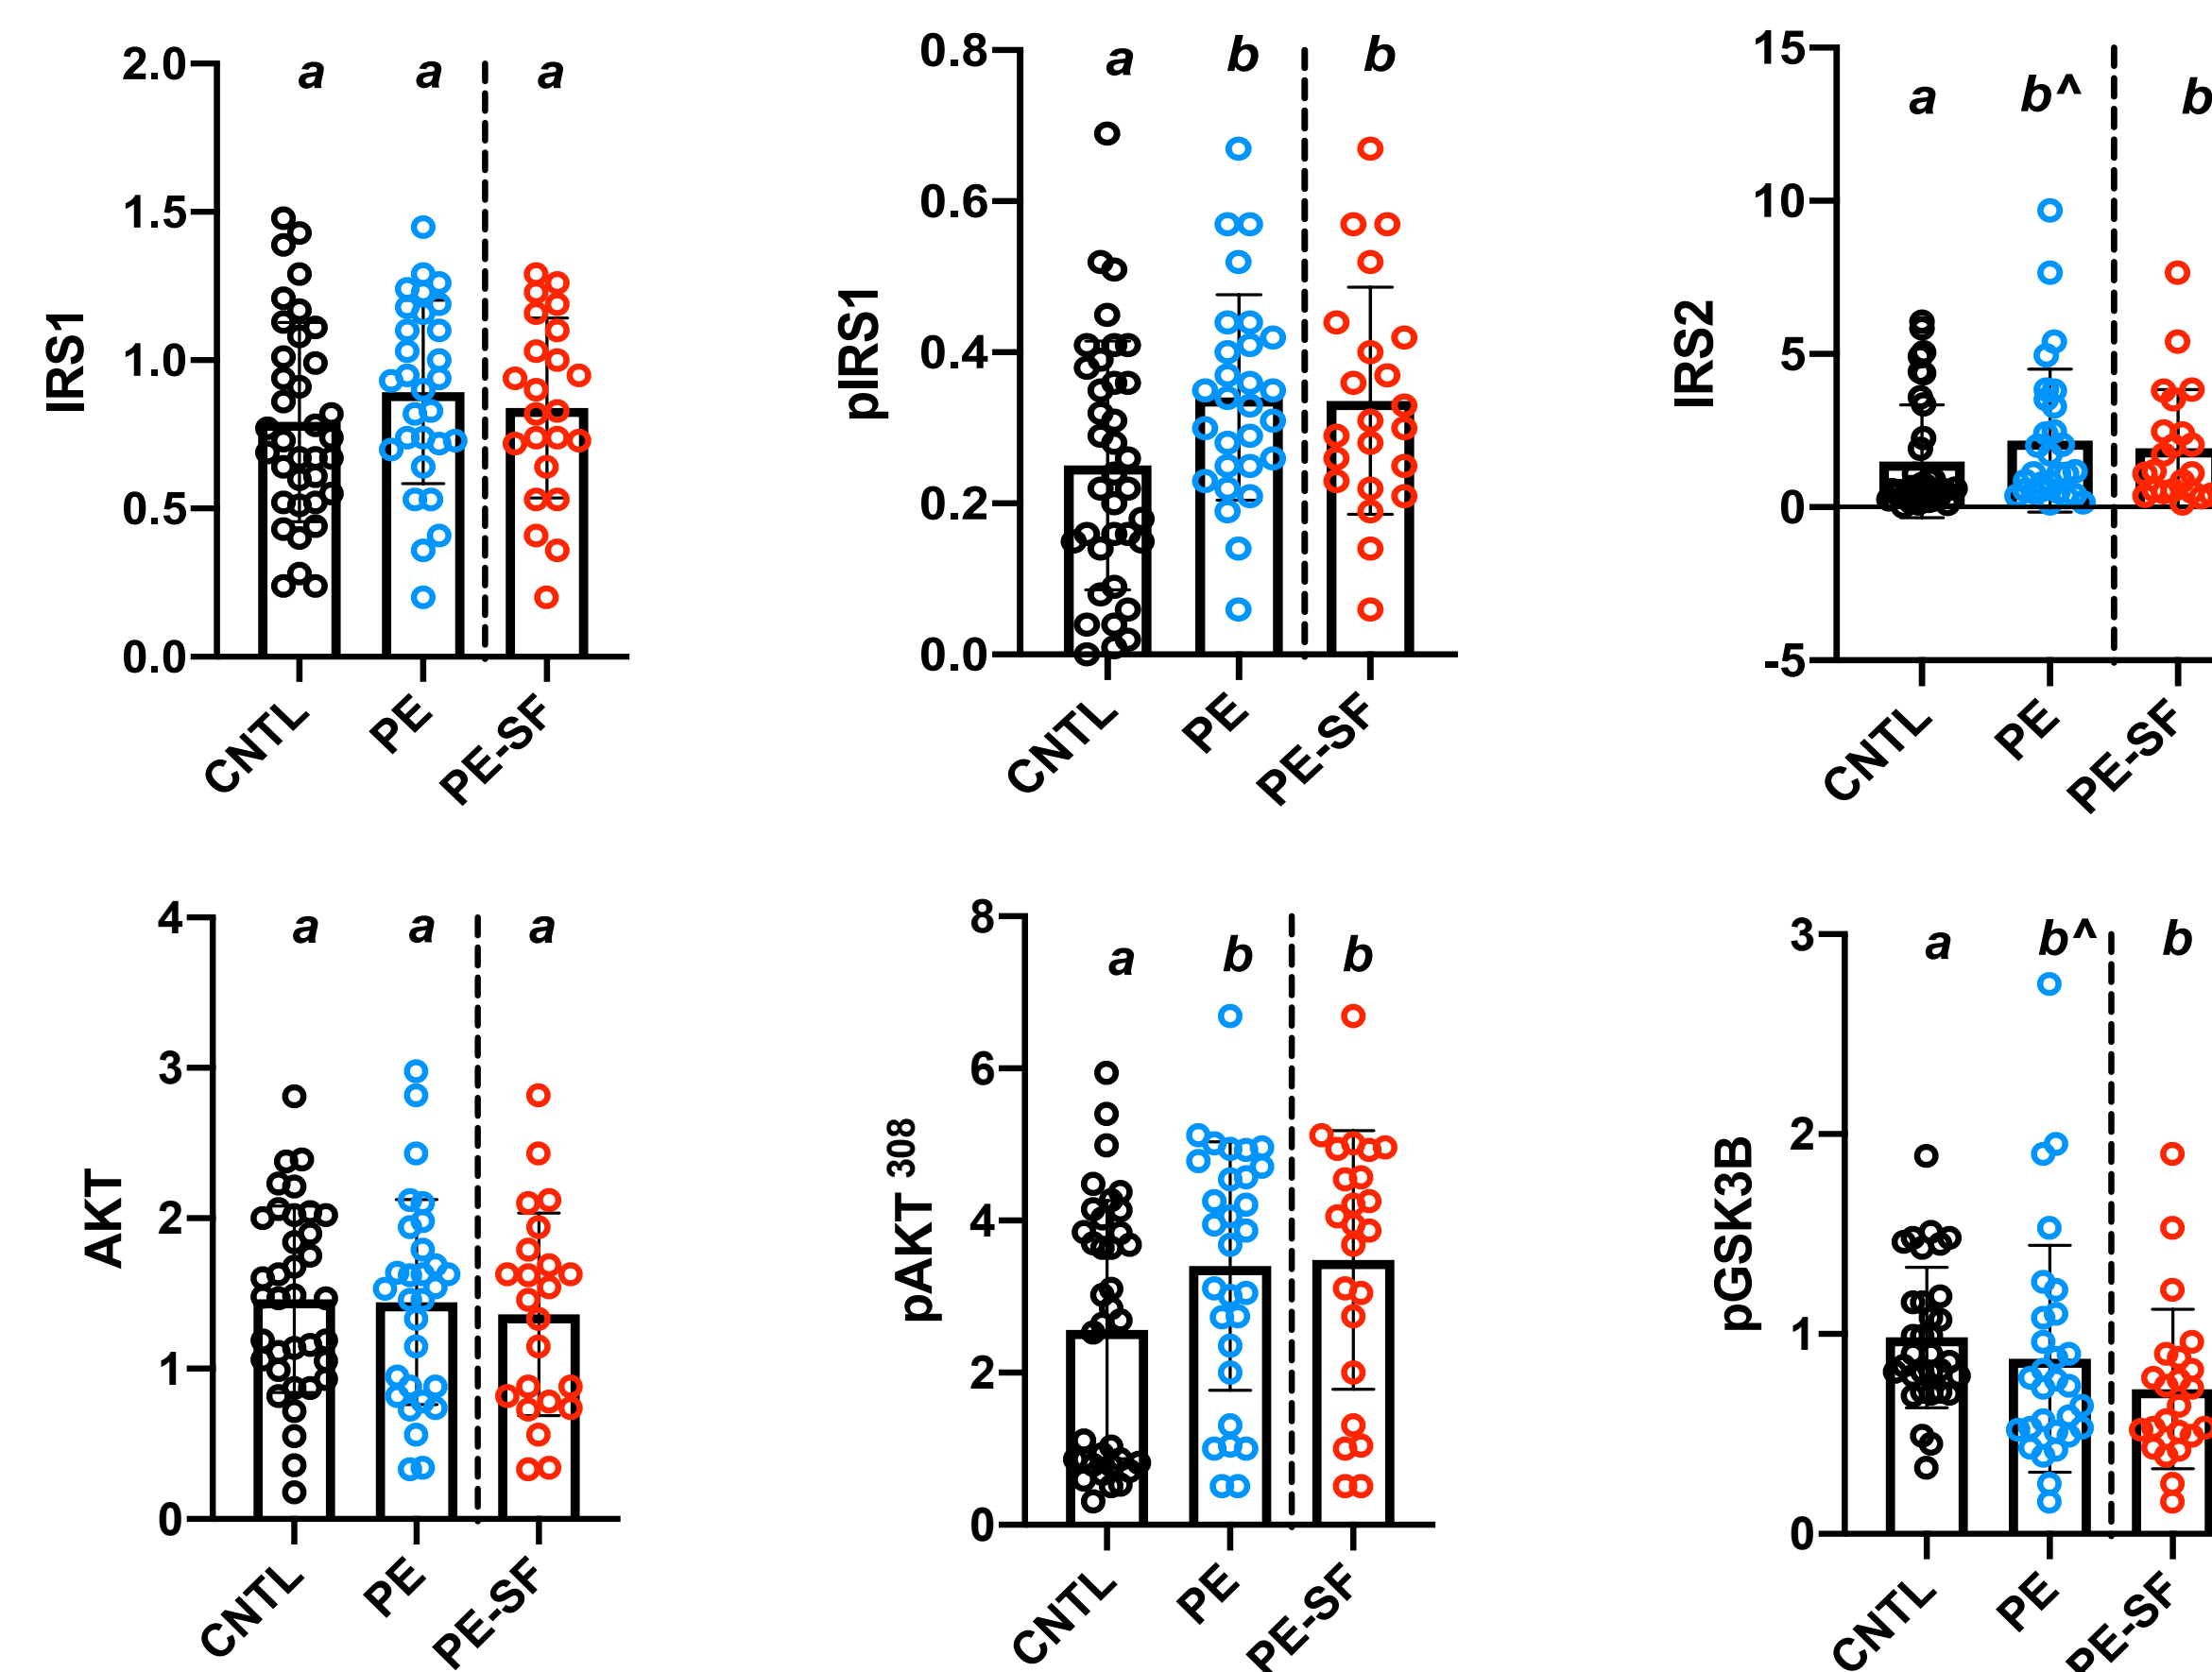 IRS1
2.0
1.5
1.0
0.5
0.0
a a a
CNTL PE PE-SF
pIRS1
0.8
0.6
0.4
0.2
0.0
a b b
CNTL PE PE-SF
IRS2
15
10
5
0
-5
a b^ b
CNTL PE PE-SF
AKT
4
3
2
1
0
a a a
CNTL PE PE-SF
pAKT 308
8
6
4
2
0
a b b
CNTL PE PE-SF
pGSK3B
3
2
1
0
a b^ b
CNTL PE PE-SF